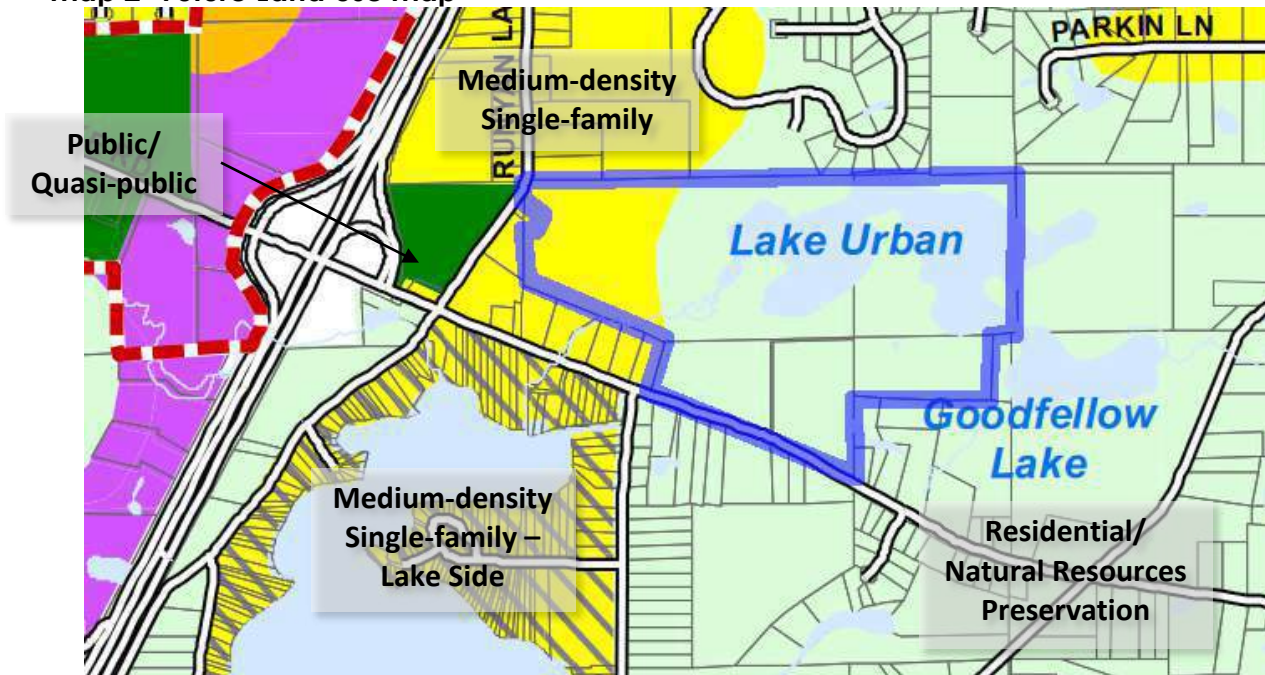 PARKIN LN
Medium-density
Single-family
Public/
Quasi-public
Lake Urban
Goodfellow
Lake
Medium-density
Single-family –
Lake Side
Residential/
Natural Resources
Preservation